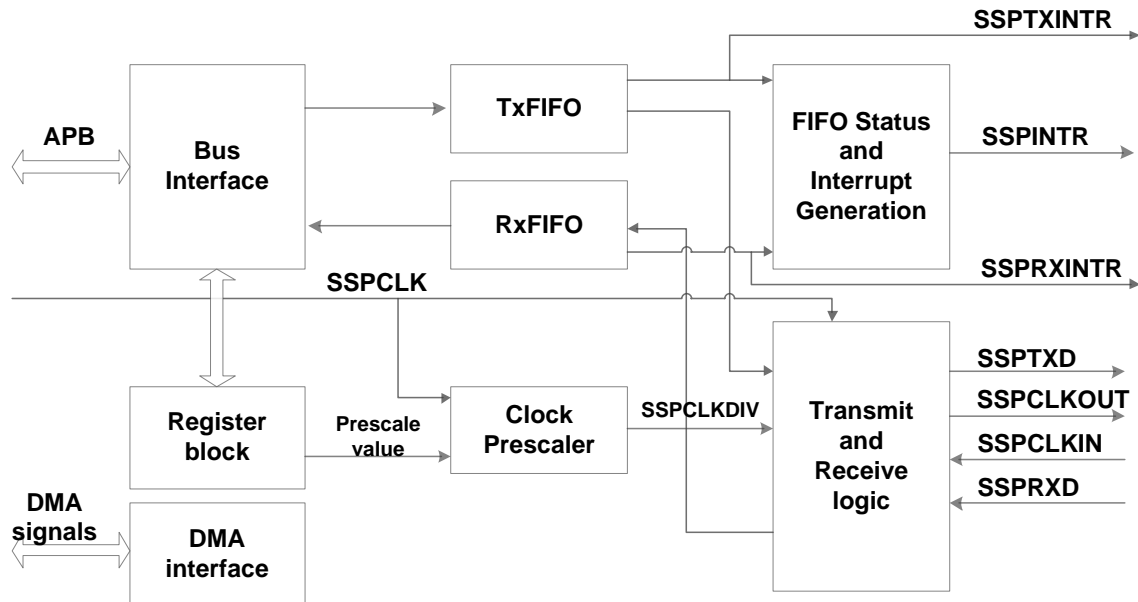 SSPTXINTR
APB
Bus
Interface
TxFIFO
RxFIFO
FIFO Status
and
Interrupt
Generation
SSPINTR
SSPRXINTR
SSPCLK
Register
block
Prescale
value
Clock
Prescaler
SSPCLKDIV
Transmit
and
Receive
logic
SSPTXD
SSPCLKOUT
SSPCLKIN
SSPRXD
DMA
signals
DMA
interface